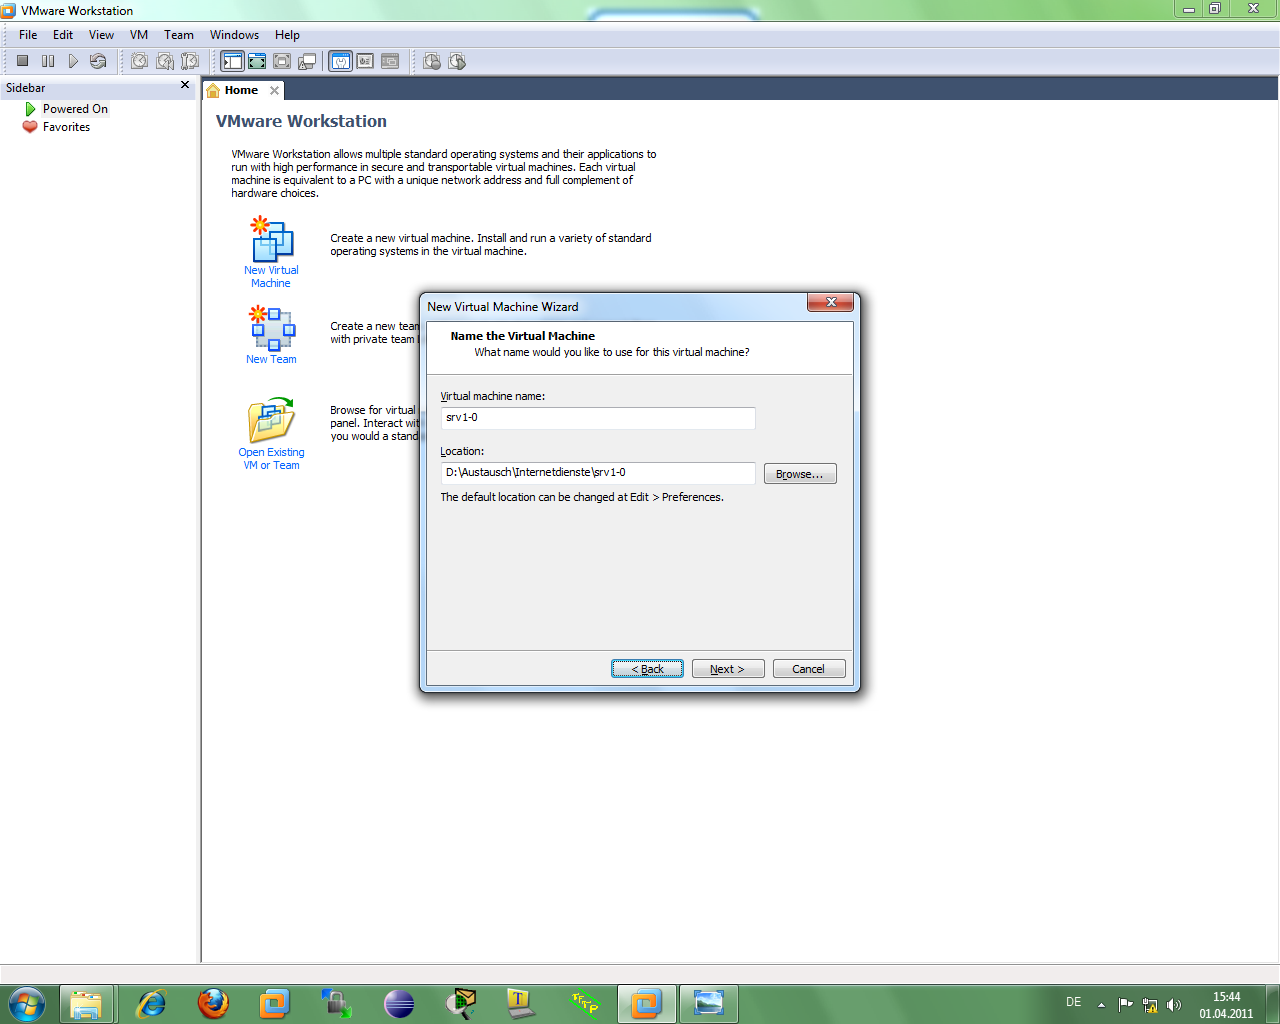 VMware Workstation
File Edit View VM Team Windows Help
Sidebar
Powered On
Favorites
Home
VMware Workstation
VMware Workstation allows multiple standard operating systems and their applications to
run with high performance in secure and transportable virtual machines. Each virtual
machine is equivalent to a PC with a unique network address and full complement of
hardware choices.
New Virtual
Machine
Create a new virtual machine. Install and run a variety of standard
operating systems in the virtual machine.
New Team
Create a new team
with private team
Open Existing
VM or Team
Browse for virtual
panel. Interact wit
you would a stand
New Virtual Machine Wizard
Name the Virtual Machine
What name would you like to use for this virtual machine?
Virtual machine name:
srv1-0
Location:
D:\Austausch\Internetdienste\srv1-0
Browse...
The default location can be changed at Edit > Preferences.
< Back Next > Cancel
DE
15:44
01.04.2011